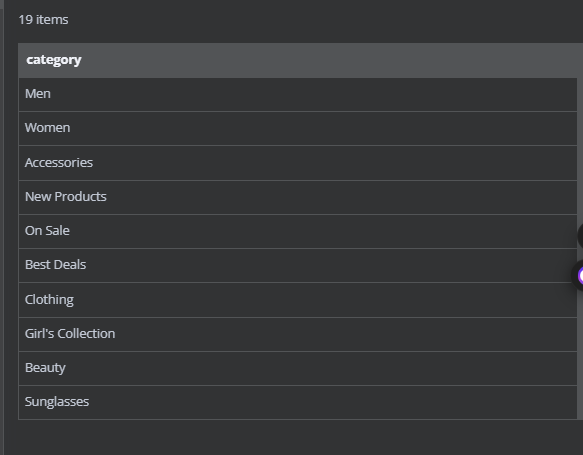 19 items
category
Men
Women
Accessories
New Products
On Sale
Best Deals
Clothing
Girl's Collection
Beauty
Sunglasses